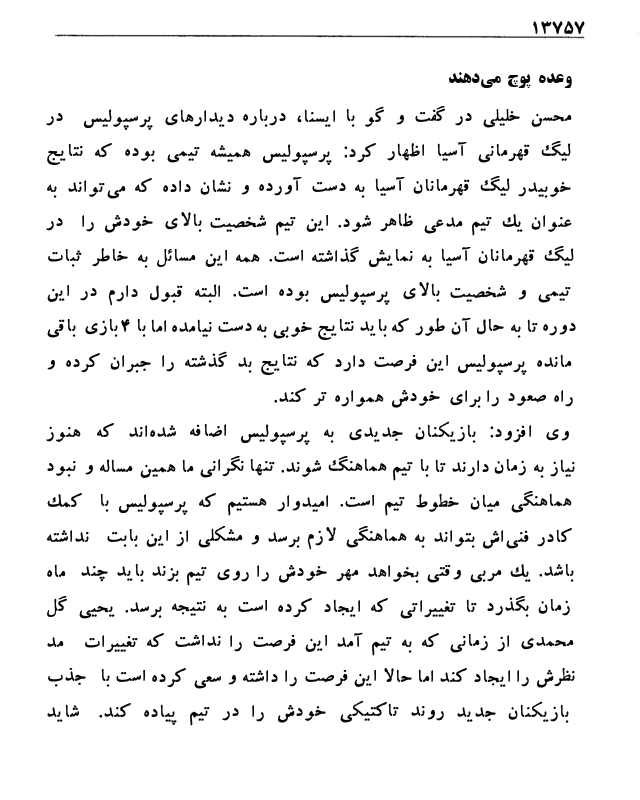 ۱۳۷۵۷
وعده پوچ می‌دهند
محسن خلیلی در گفت و گو با ایسنا، درباره دیدارهای پرسپولیس در
لیگ قهرمانی آسیا اظهار کرد: پرسپولیس همیشه تیمی بوده که نتایج
خوبیدر لیگ قهرمانان آسیا به دست آورده و نشان داده که می‌تواند به
عنوان یك تیم مدعی ظاهر شود. این تیم شخصیت بالای خودش را در
لیگ قهرمانان آسیا به نمایش گذاشته است. همه این مسائل به خاطر ثبات
تیمی و شخصیت بالای پرسپولیس بوده است. البته قبول دارم در این
دوره تا به حال آن طور که باید نتایج خوبی به دست نیامده اما با ۴ بازی باقی
مانده پرسپولیس این فرصت دارد که نتایج بد گذشته را جبران کرده و
راه صعود را برای خودش همواره تر کند.
وی افزود: بازیکنان جدیدی به پرسپولیس اضافه شده‌اند که هنوز
نیاز به زمان دارند تا با تیم هماهنگ شوند. تنها نگرانی ما همین مساله و نبود
هماهنگی میان خطوط تیم است. امیدوار هستیم که پرسپولیس با کمك
کادر فنی‌اش بتواند به هماهنگی لازم برسد و مشکلی از این بابت نداشته
باشد. یك مربی وقتی بخواهد مهر خودش را روی تیم بزند باید چند ماه
زمان بگذرد تا تغییراتی که ایجاد کرده است به نتیجه برسد. یحیی گل
محمدی از زمانی که به تیم آمد این فرصت را نداشت که تغییرات مد
نظرش را ایجاد کند اما حالا این فرصت را داشته و سعی کرده است با جذب
بازیکنان جدید روند تاکتیکی خودش را در تیم پیاده کند. شاید